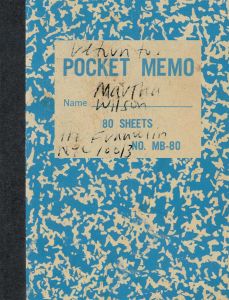 Return to:
POCKET MEMO
Martha
Name Wilson
80 SHEETS
112 Franklin
NYC 10013 NO. MB-80